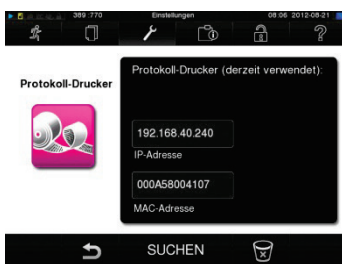 389 :770 Einstellungen 08:06 2012-08-21
Protokoll-Drucker
Protokoll-Drucker (derzeit verwendet):
192.168.40.240
IP-Adresse
000A58004107
MAC-Adresse
SUCHEN